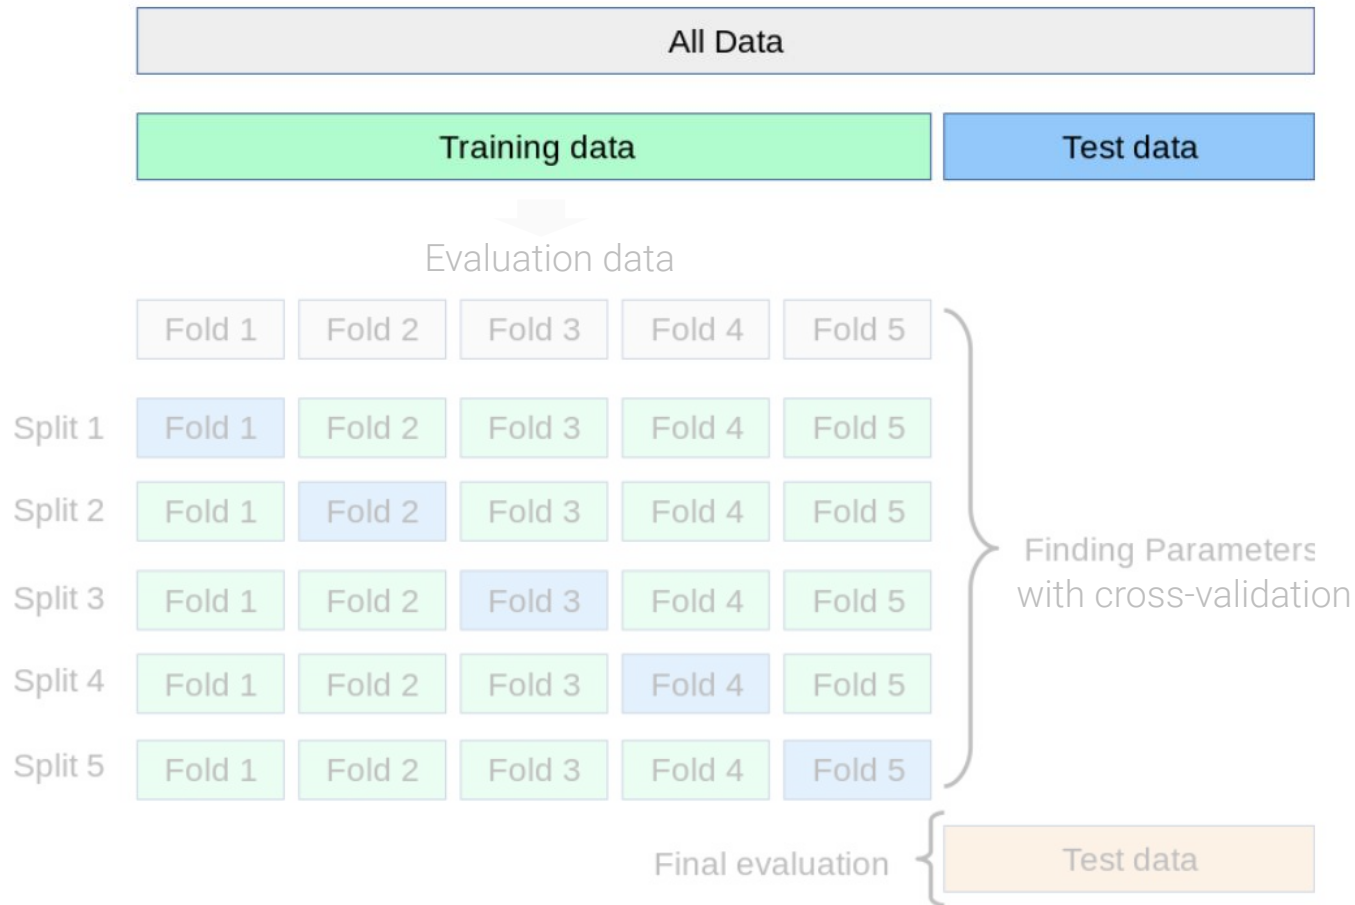 All Data
Training data Test data
Evaluation data
Fold 1 Fold 2 Fold 3 Fold 4 Fold 5
Split 1 Fold 1 Fold 2 Fold 3 Fold 4 Fold 5
Split 2 Fold 1 Fold 2 Fold 3 Fold 4 Fold 5
Finding Parameters
Split 3 Fold 1 Fold 2 Fold 3 Fold 4 Fold 5
with cross-validation
Split 4 Fold 1 Fold 2 Fold 3 Fold 4 Fold 5
Split 5 Fold 1 Fold 2 Fold 3 Fold 4 Fold 5
Final evaluation Test data